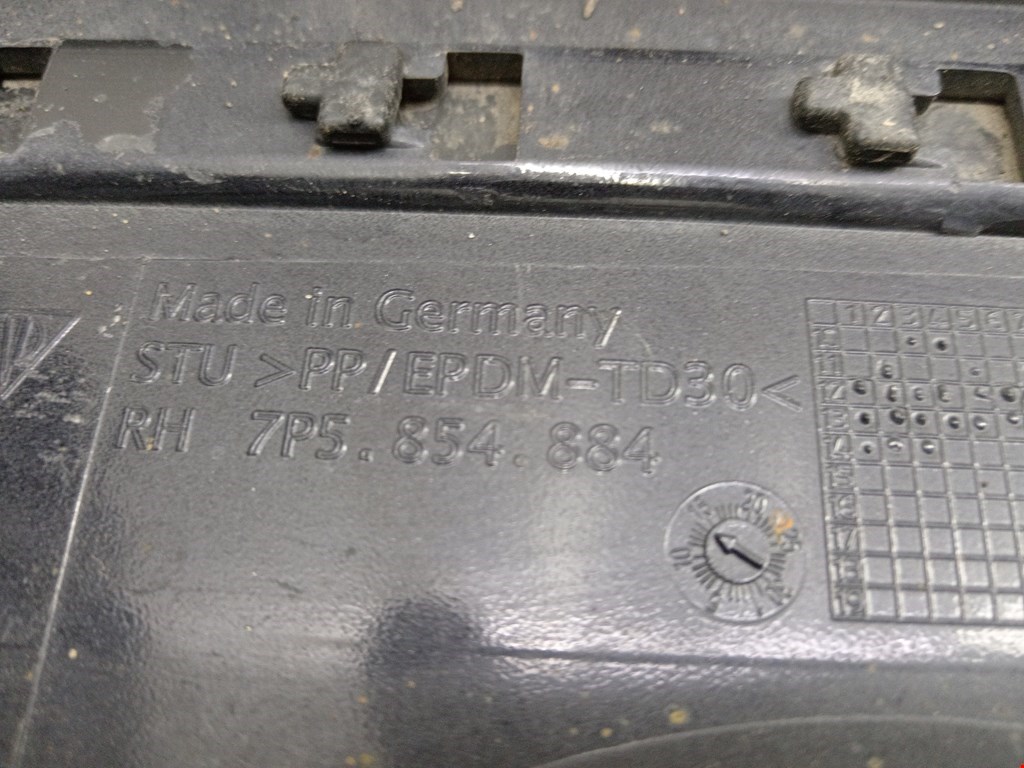 Made in Germany
STU >PP/EPDM-TD30<
RH 7P5.854.884